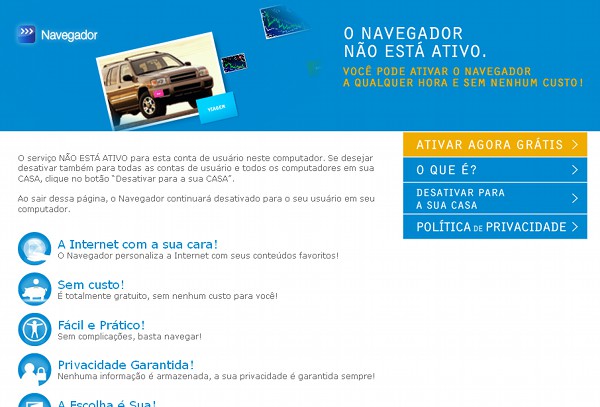 Navegador
VIAGEM
O NAVEGADOR
NÃO ESTÁ ATIVO.
VOCÊ PODE ATIVAR O NAVEGADOR
A QUALQUER HORA E SEM NENHUM CUSTO!
O serviço NÃO ESTÁ ATIVO para esta conta de usuário neste computador. Se desejar
desativar também para todas as contas de usuário e todos os computadores em sua
CASA, clique no botão "Desativar para a sua CASA".
Ao sair dessa página, o Navegador continuará desativado para o seu usuário em seu
computador.
ATIVAR AGORA GRÁTIS
O QUE É?
DESATIVAR PARA
A SUA CASA
POLÍTICA DE PRIVACIDADE
A Internet com a sua cara!
O Navegador personaliza a Internet com seus conteúdos favoritos!
Sem custo!
É totalmente gratuito, sem nenhum custo para você!
Fácil e Prático!
Sem complicações, basta navegar!
Privacidade Garantida!
Nenhuma informação é armazenada, a sua privacidade é garantida sempre!
A Escolha é Sua!